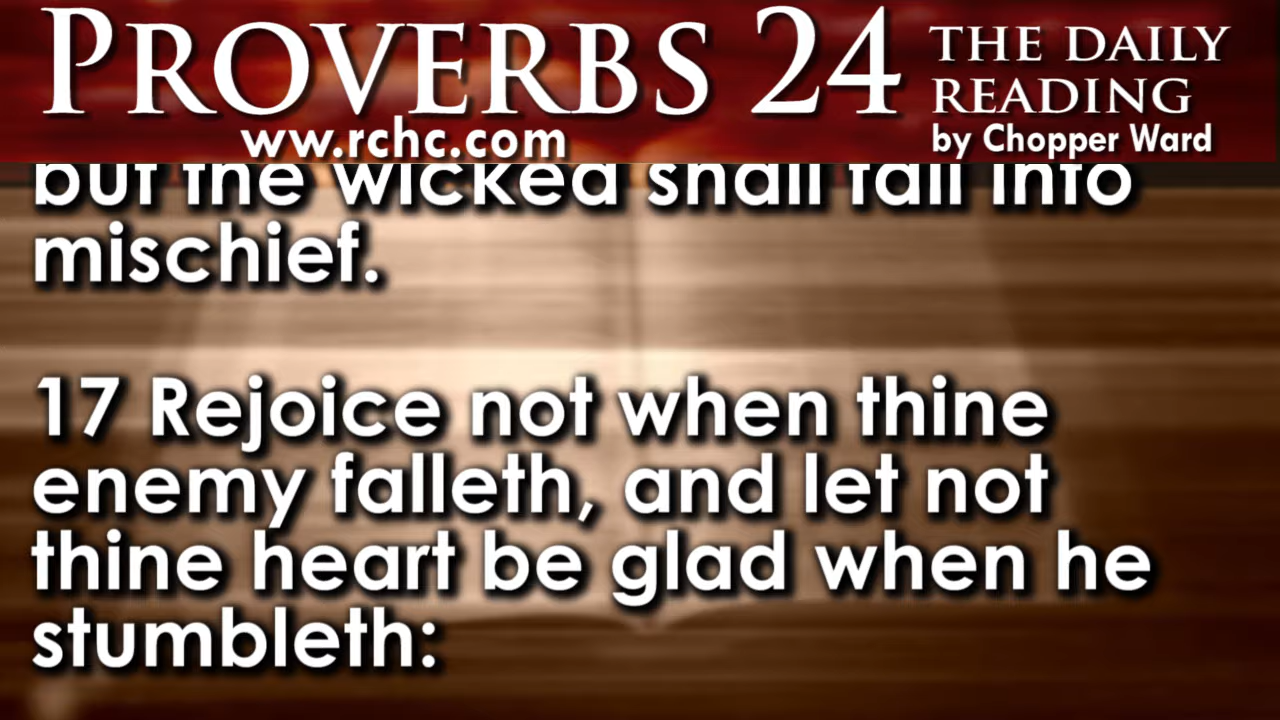 PROVERBS 24
THE DAILY
READING
ww.rchc.com
by Chopper Ward
but the wicked shall fall into
mischief.
17 Rejoice not when thine
enemy falleth, and let not
thine heart be glad when he
stumbleth: